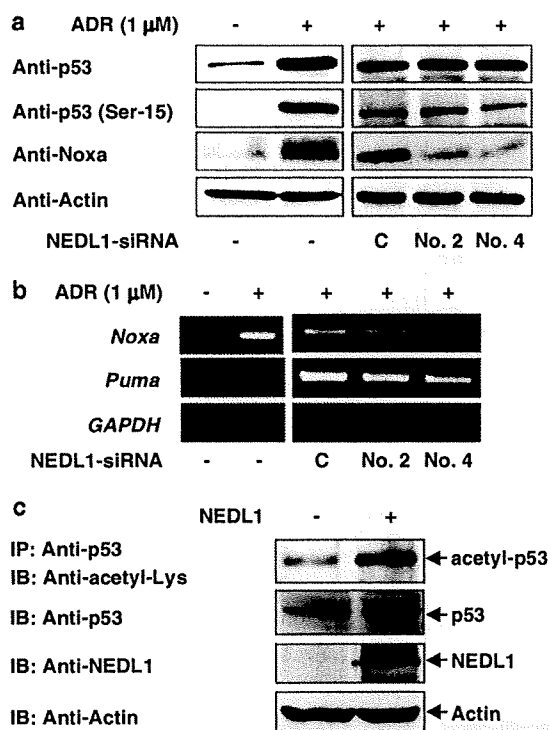 a
ADR (1 µM) - + + + +
Anti-p53
Anti-p53 (Ser-15)
Anti-Noxa
Anti-Actin
NEDL1-siRNA - - C No. 2 No. 4
b
ADR (1 µM) - + + + +
Noxa
Puma
GAPDH
NEDL1-siRNA - - C No. 2 No. 4
c
NEDL1 - +
IP: Anti-p53
IB: Anti-acetyl-Lys
acetyl-p53
IB: Anti-p53
p53
IB: Anti-NEDL1
NEDL1
IB: Anti-Actin
Actin